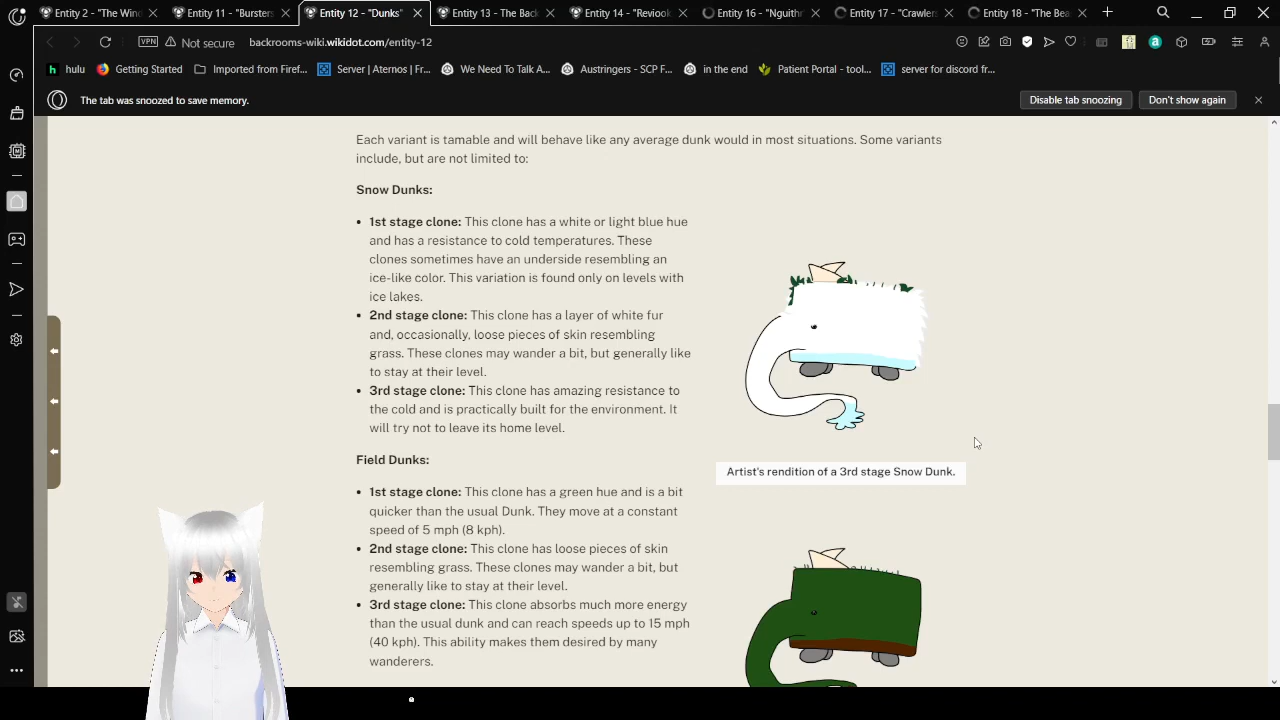 Entity 2 - "The Wind
Entity 11 - "Bursters
Entity 12 - "Dunks"
Entity 13 - The Back
Entity 14 - "Reviook
Entity 16 - "Nguithr
Entity 17 - "Crawlers
Entity 18 - "The Bea
VPN
Not secure
backrooms-wiki.wikidot.com/entity-12
hulu
Getting Started
Imported from Firef...
Server | Aternos | Fr...
We Need To Talk A...
Austringers - SCP F...
in the end
Patient Portal - tool...
server for discord fr...
The tab was snoozed to save memory.
Disable tab snoozing
Don't show again
Each variant is tamable and will behave like any average dunk would in most situations. Some variants
include, but are not limited to:
Snow Dunks:
• 1st stage clone: This clone has a white or light blue hue
and has a resistance to cold temperatures. These
clones sometimes have an underside resembling an
ice-like color. This variation is found only on levels with
ice lakes.
• 2nd stage clone: This clone has a layer of white fur
and, occasionally, loose pieces of skin resembling
grass. These clones may wander a bit, but generally like
to stay at their level.
• 3rd stage clone: This clone has amazing resistance to
the cold and is practically built for the environment. It
will try not to leave its home level.
Artist's rendition of a 3rd stage Snow Dunk.
Field Dunks:
• 1st stage clone: This clone has a green hue and is a bit
quicker than the usual Dunk. They move at a constant
speed of 5 mph (8 kph).
• 2nd stage clone: This clone has loose pieces of skin
resembling grass. These clones may wander a bit, but
generally like to stay at their level.
• 3rd stage clone: This clone absorbs much more energy
than the usual dunk and can reach speeds up to 15 mph
(40 kph). This ability makes them desired by many
wanderers.